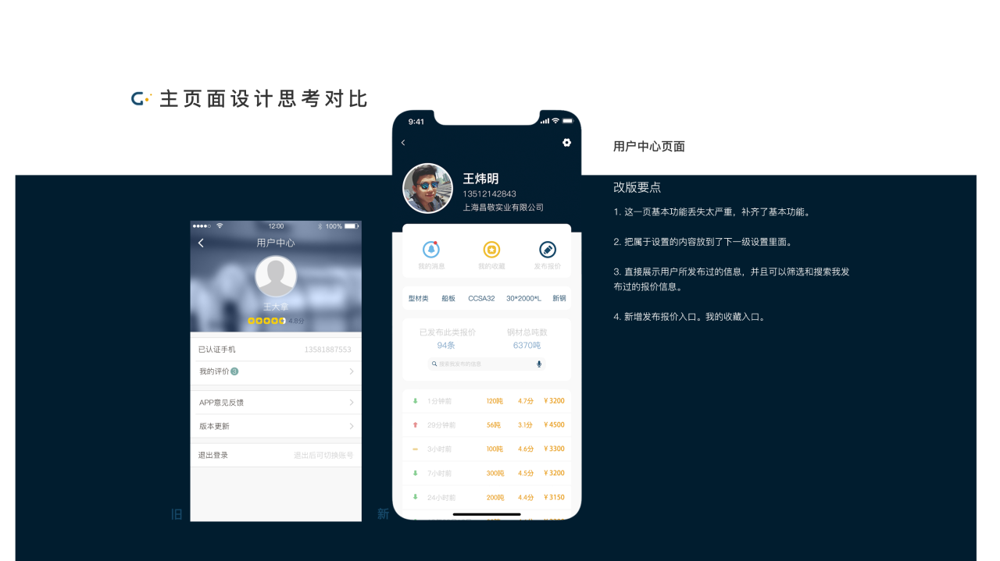 主页面设计思考对比
12:00
100%
用户中心
王大拿
4.8分
已认证手机 13581887553
我的评价 3
APP意见反馈
版本更新
退出登录 退出后可切换账号
旧
新
9:41
王炜明
13512142843
上海昌敬实业有限公司
我的消息 我的收藏 发布报价
型材类 船板 CCSA32 30*2000*L 新钢
已发布此类报价 钢材总吨数
94条 6370吨
搜索我发布的信息
1分钟前 120吨 4.7分 ¥3200
29分钟前 56吨 3.1分 ¥4500
3小时前 100吨 4.6分 ¥3300
7小时前 300吨 4.5分 ¥3200
24小时前 200吨 4.4分 ¥3150
用户中心页面
改版要点
1. 这一页基本功能丢失太严重，补齐了基本功能。
2. 把属于设置的内容放到了下一级设置里面。
3. 直接展示用户所发布过的信息，并且可以筛选和搜索我发
布过的报价信息。
4. 新增发布报价入口。我的收藏入口。